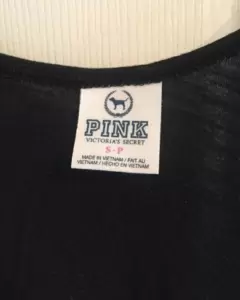 PINK
VICTORIA'S SECRET
S-P
MADE IN VIETNAM / FAIT AU
VIETNAM / HECHO EN VIETNAM